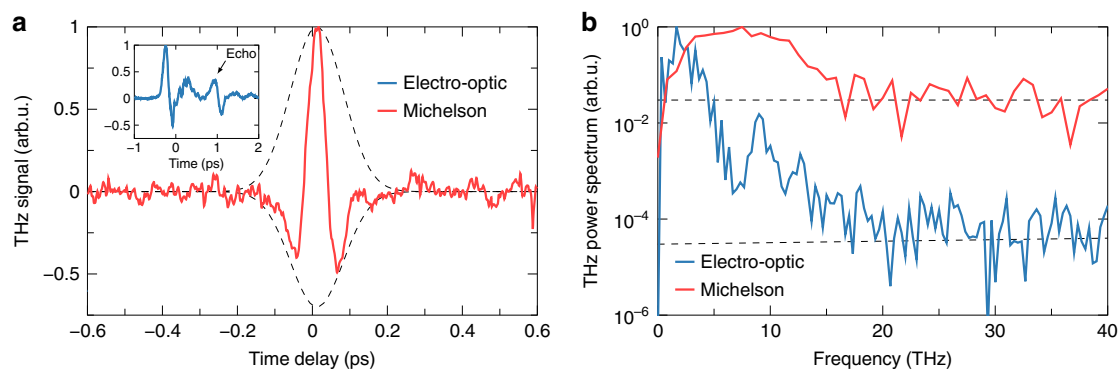 a
THz signal (arb.u.)
1
0.5
0
−0.5
−0.6
−0.4
−0.2
0
0.2
0.4
0.6
Time delay (ps)
Electro-optic
Michelson
1
0.5
0
−0.5
−1
0
1
2
Time (ps)
Echo
b
THz power spectrum (arb.u.)
10⁰
10⁻²
10⁻⁴
10⁻⁶
0
10
20
30
40
Frequency (THz)
Electro-optic
Michelson